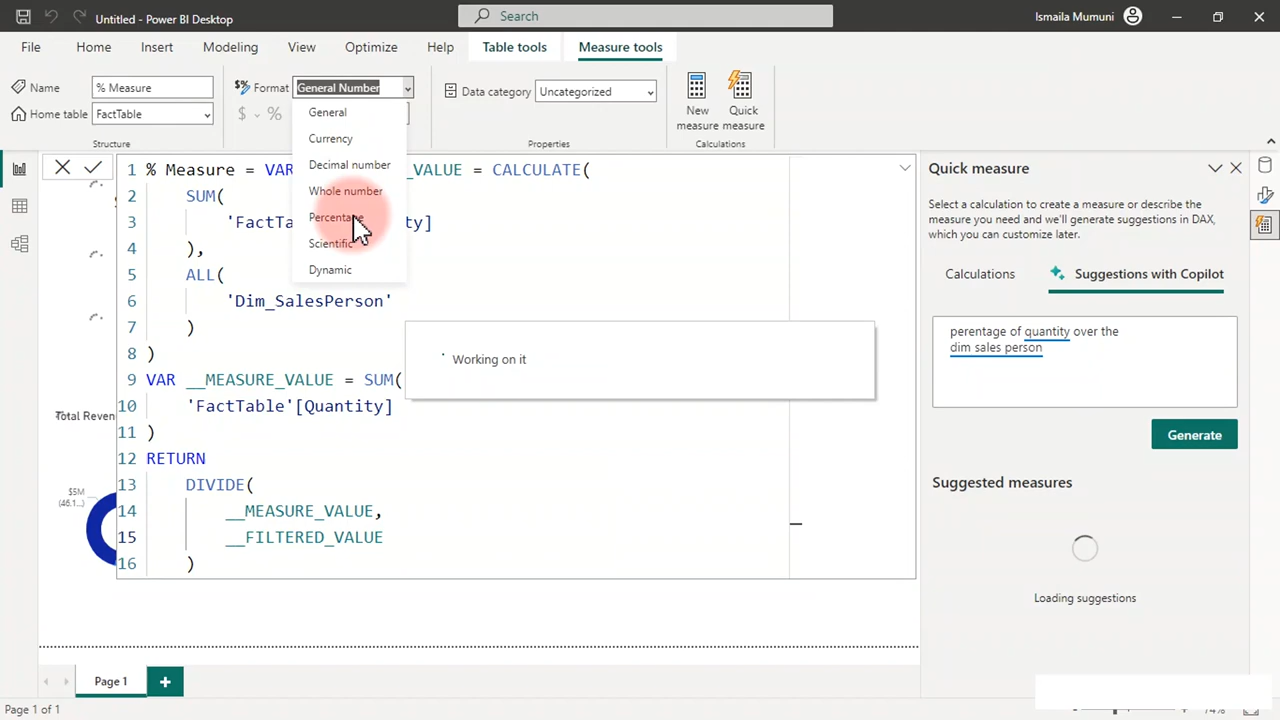 Untitled - Power BI Desktop
Search
Ismaila Mumuni
File
Home
Insert
Modeling
View
Optimize
Help
Table tools
Measure tools
Name
% Measure
Home table
FactTable
Structure
Format
General Number
$
%
General
Currency
Decimal number
Whole number
Percentage
Scientific
Dynamic
Data category
Uncategorized
Properties
New measure
Quick measure
Calculations
1 % Measure = VAR _VALUE = CALCULATE(
2 SUM(
3 'FactTa ty]
4 ),
5 ALL(
6 'Dim_SalesPerson'
7 )
8 )
9 VAR __MEASURE_VALUE = SUM(
10 'FactTable'[Quantity]
11 )
12 RETURN
13 DIVIDE(
14 __MEASURE_VALUE,
15 __FILTERED_VALUE
16 )
Working on it
Total Reven
$5M
(46.1...)
Quick measure
Select a calculation to create a measure or describe the
measure you need and we'll generate suggestions in DAX,
which you can customize later.
Calculations
Suggestions with Copilot
perentage of quantity over the
dim sales person
Generate
Suggested measures
Loading suggestions
Page 1
Page 1 of 1